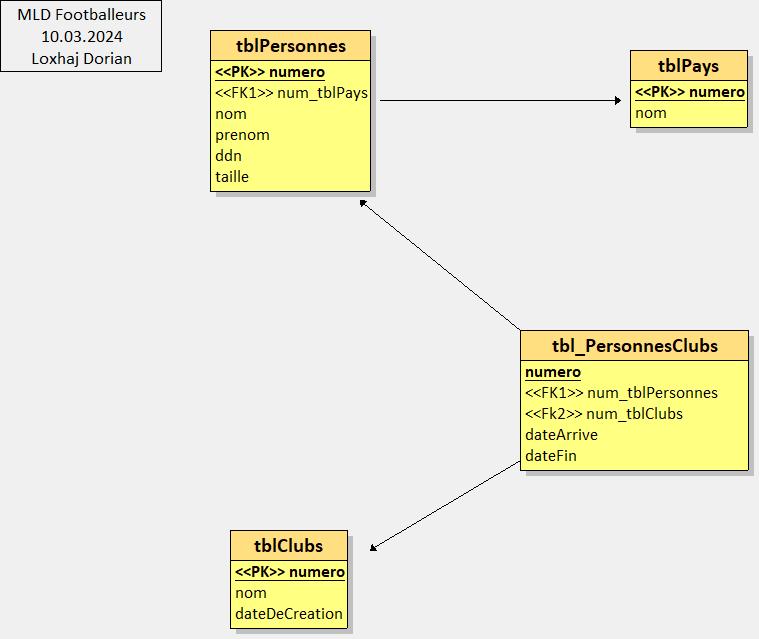 MLD Footballeurs
10.03.2024
Loxhaj Dorian
tblPersonnes
<<PK>> numero
<<FK1>> num_tblPays
nom
prenom
ddn
taille
tblPays
<<PK>> numero
nom
tbl_PersonnesClubs
numero
<<FK1>> num_tblPersonnes
<<Fk2>> num_tblClubs
dateArrive
dateFin
tblClubs
<<PK>> numero
nom
dateDeCreation